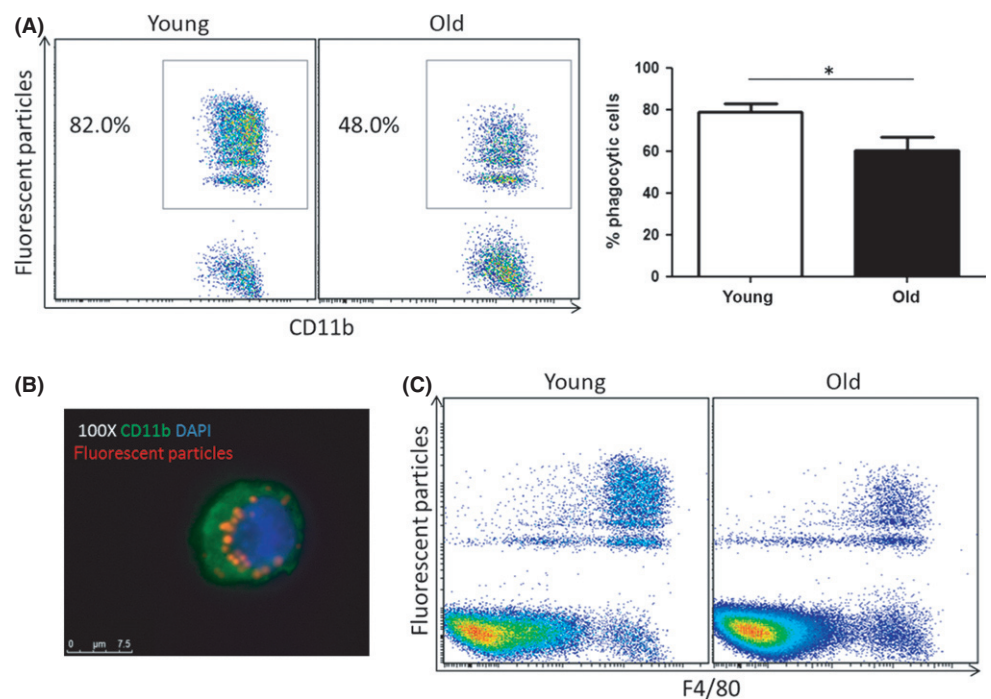 (A)
Young
Old
Fluorescent particles
82.0%
48.0%
CD11b
% phagocytic cells
100
80
60
40
20
0
*
Young
Old
(B)
100X CD11b DAPI
Fluorescent particles
0 µm 7.5
(C)
Young
Old
Fluorescent particles
F4/80